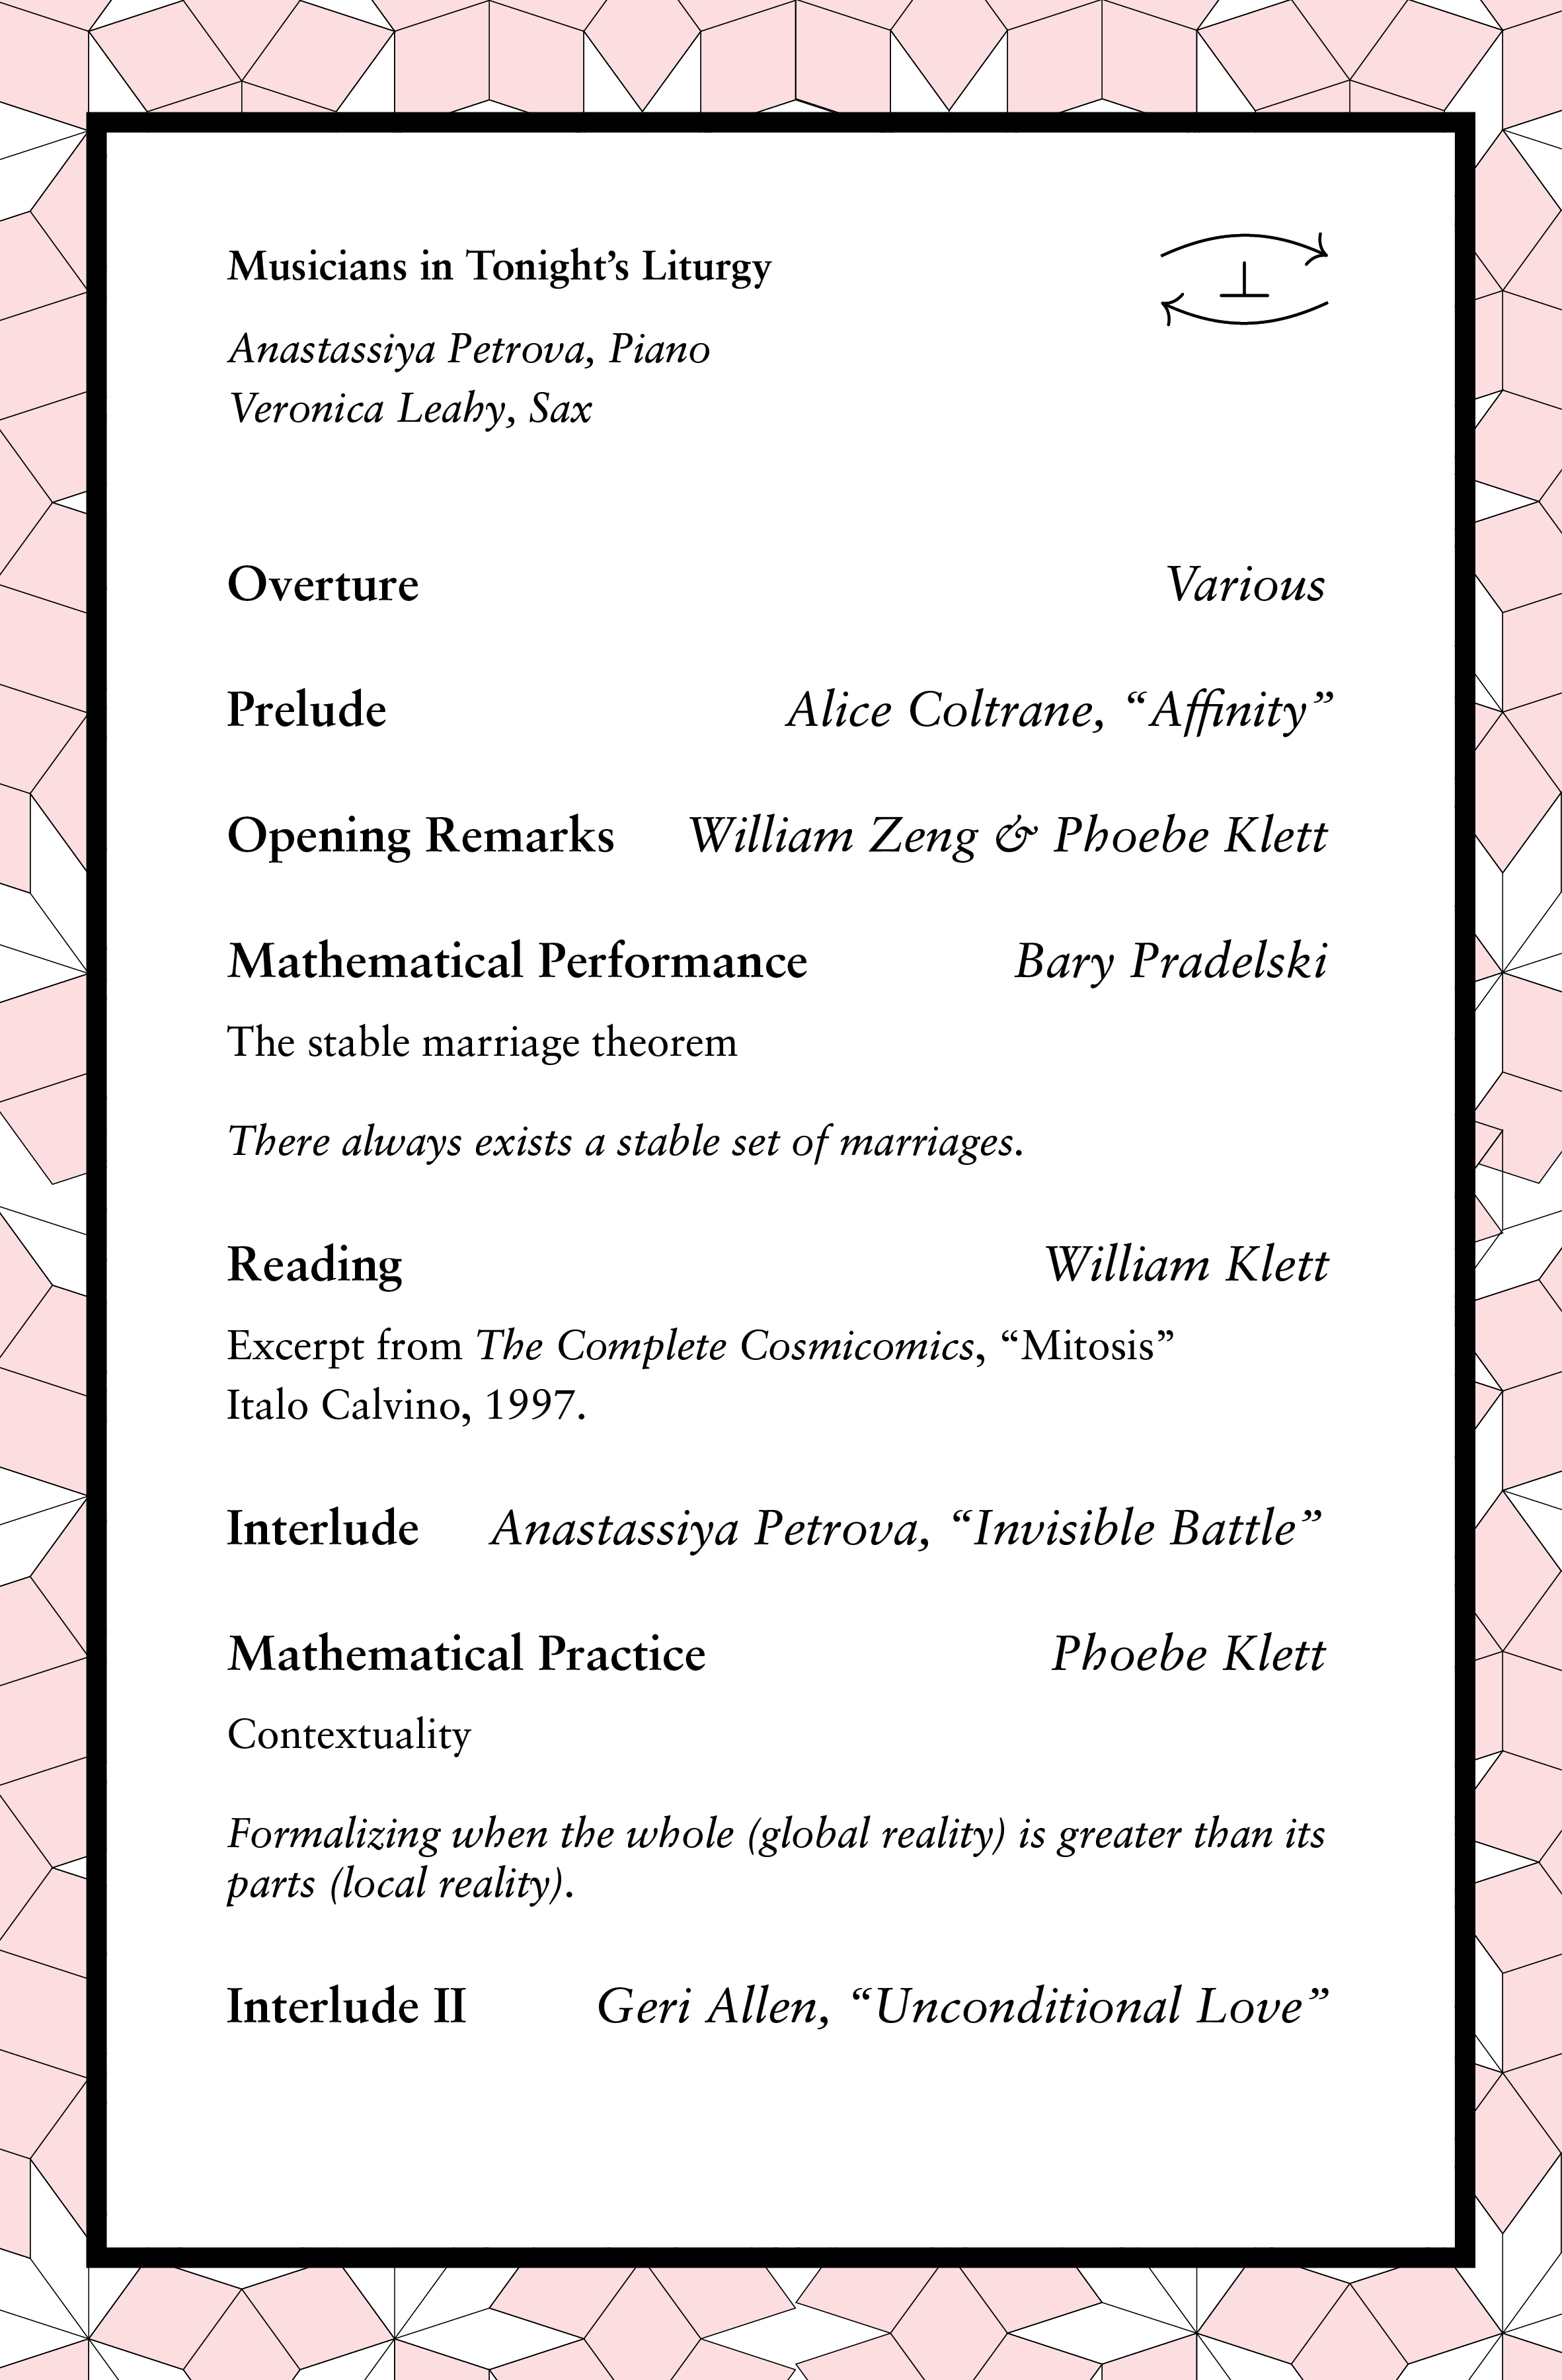 Musicians in Tonight’s Liturgy
Anastassiya Petrova, Piano
Veronica Leahy, Sax
Overture Various
Prelude Alice Coltrane, “Affinity”
Opening Remarks William Zeng & Phoebe Klett
Mathematical Performance Bary Pradelski
The stable marriage theorem
There always exists a stable set of marriages.
Reading William Klett
Excerpt from The Complete Cosmicomics, “Mitosis”
Italo Calvino, 1997.
Interlude Anastassiya Petrova, “Invisible Battle”
Mathematical Practice Phoebe Klett
Contextuality
Formalizing when the whole (global reality) is greater than its
parts (local reality).
Interlude II Geri Allen, “Unconditional Love”